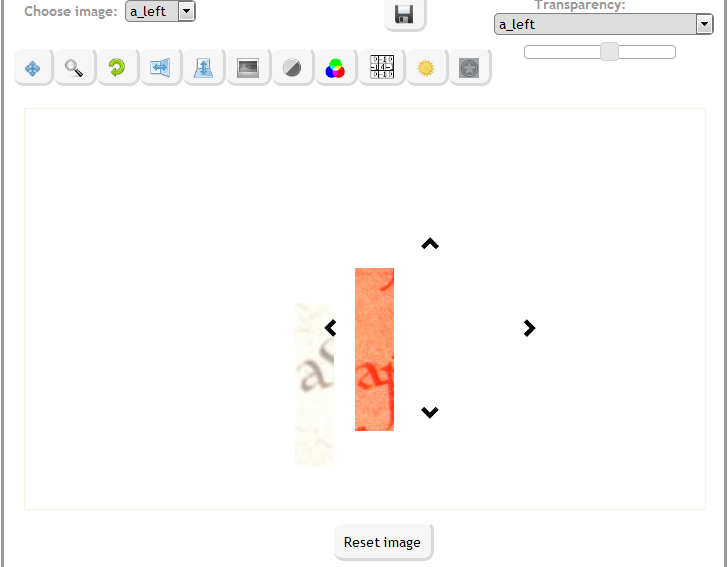 Choose image: a_left
Transparency:
a_left
a
a
Reset image